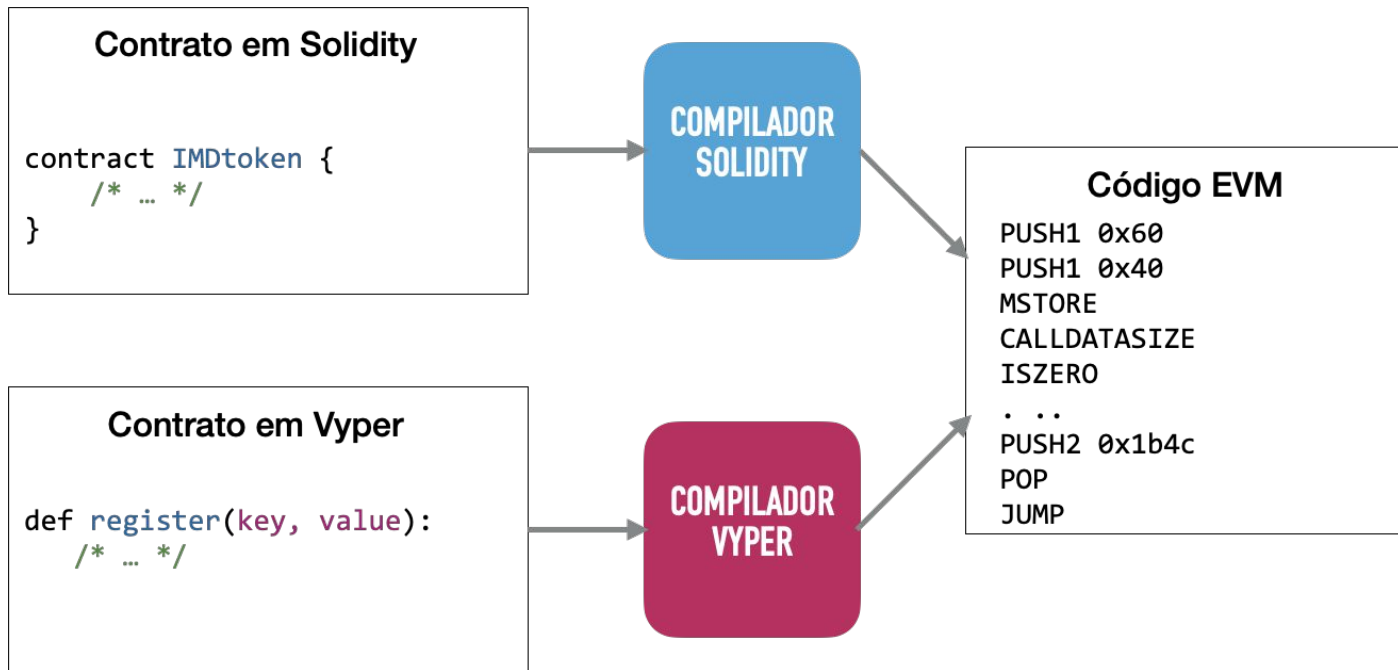 Contrato em Solidity
contract IMDtoken {
/* … */
}
COMPILADOR
SOLIDITY
Contrato em Vyper
def register(key, value):
/* … */
COMPILADOR
VYPER
Código EVM
PUSH1 0x60
PUSH1 0x40
MSTORE
CALLDATASIZE
ISZERO
. ..
PUSH2 0x1b4c
POP
JUMP